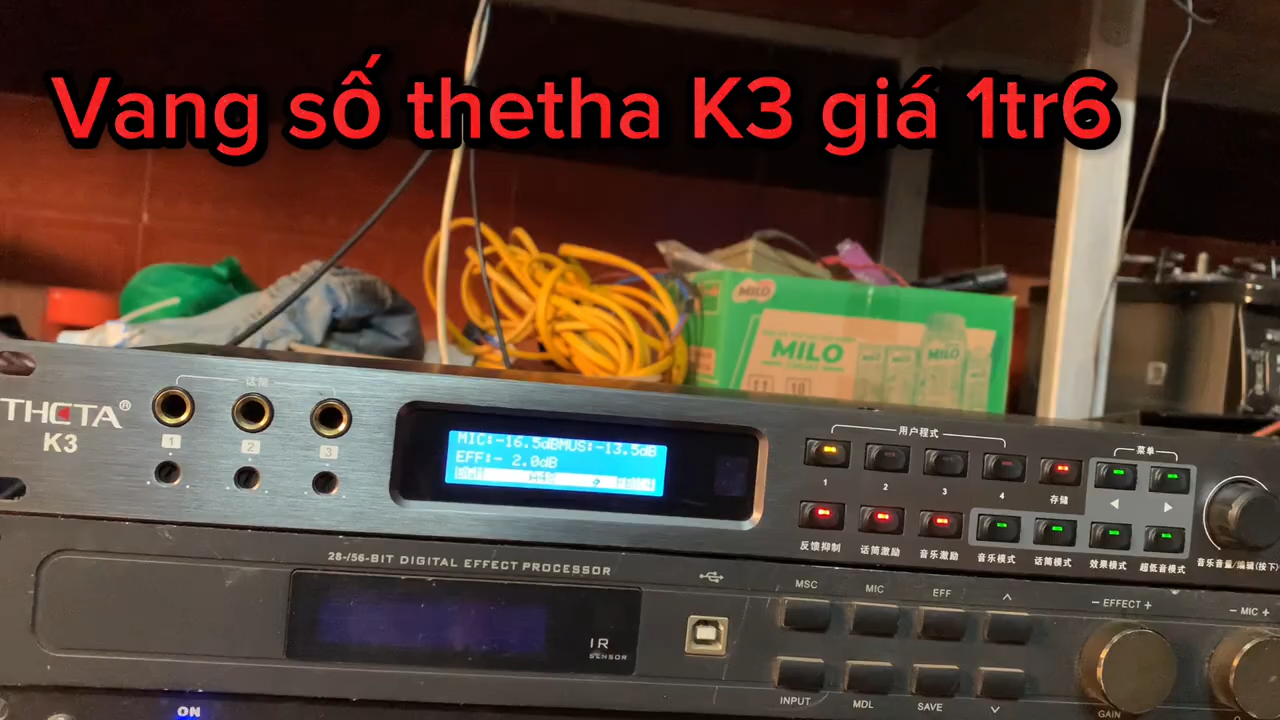 Vang số thetha K3 giá 1tr6
MILO
MILO
MILO
话筒
THETA®
K3
1
2
3
MIC:-16.5dBMUS:-13.5dB
EFF:- 2.0dB
用户程式
菜单
1
2
3
4
存储
反馈抑制
话筒激励
音乐激励
音乐模式
话筒模式
效果模式
超低音模式
音乐音量/编辑(按下)
28-/56-BIT DIGITAL EFFECT PROCESSOR
IR
SENSOR
MSC
MIC
EFF
INPUT
MDL
SAVE
− EFFECT +
− MIC +
GAIN
ON